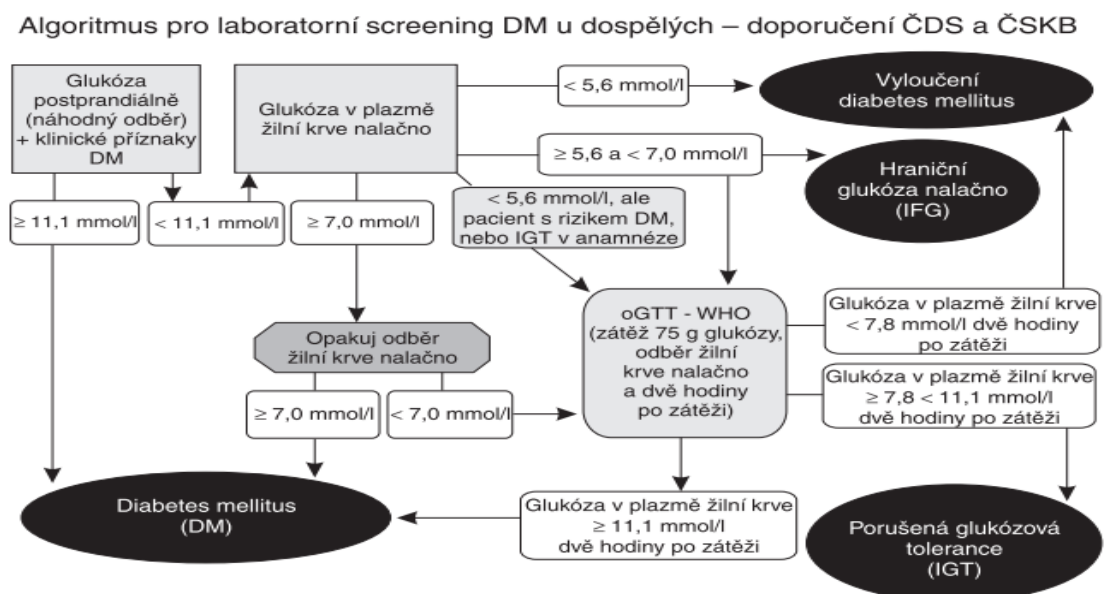 Algoritmus pro laboratorní screening DM u dospělých – doporučení ČDS a ČSKB
Glukóza
postprandiálně
(náhodný odběr)
+ klinické příznaky
DM
Glukóza v plazmě
žilní krve nalačno
< 5,6 mmol/l
Vyloučení
diabetes mellitus
≥ 5,6 a < 7,0 mmol/l
Hraniční
glukóza nalačno
(IFG)
≥ 11,1 mmol/l
< 11,1 mmol/l
≥ 7,0 mmol/l
< 5,6 mmol/l, ale
pacient s rizikem DM,
nebo IGT v anamnéze
Opakuj odběr
žilní krve nalačno
oGTT - WHO
(zátěž 75 g glukózy,
odběr žilní
krve nalačno
a dvě hodiny
po zátěži)
Glukóza v plazmě žilní krve
< 7,8 mmol/l dvě hodiny
po zátěži
Glukóza v plazmě žilní krve
≥ 7,8 < 11,1 mmol/l
dvě hodiny po zátěži
≥ 7,0 mmol/l
< 7,0 mmol/l
Diabetes mellitus
(DM)
Glukóza v plazmě žilní krve
≥ 11,1 mmol/l
dvě hodiny po zátěži
Porušená glukózová
tolerance
(IGT)